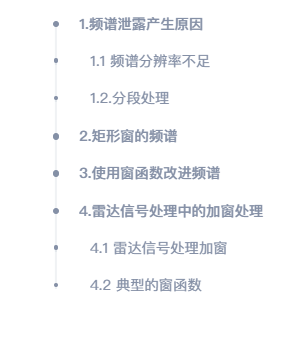 1.频谱泄露产生原因
1.1 频谱分辨率不足
1.2.分段处理
2.矩形窗的频谱
3.使用窗函数改进频谱
4.雷达信号处理中的加窗处理
4.1 雷达信号处理加窗
4.2 典型的窗函数